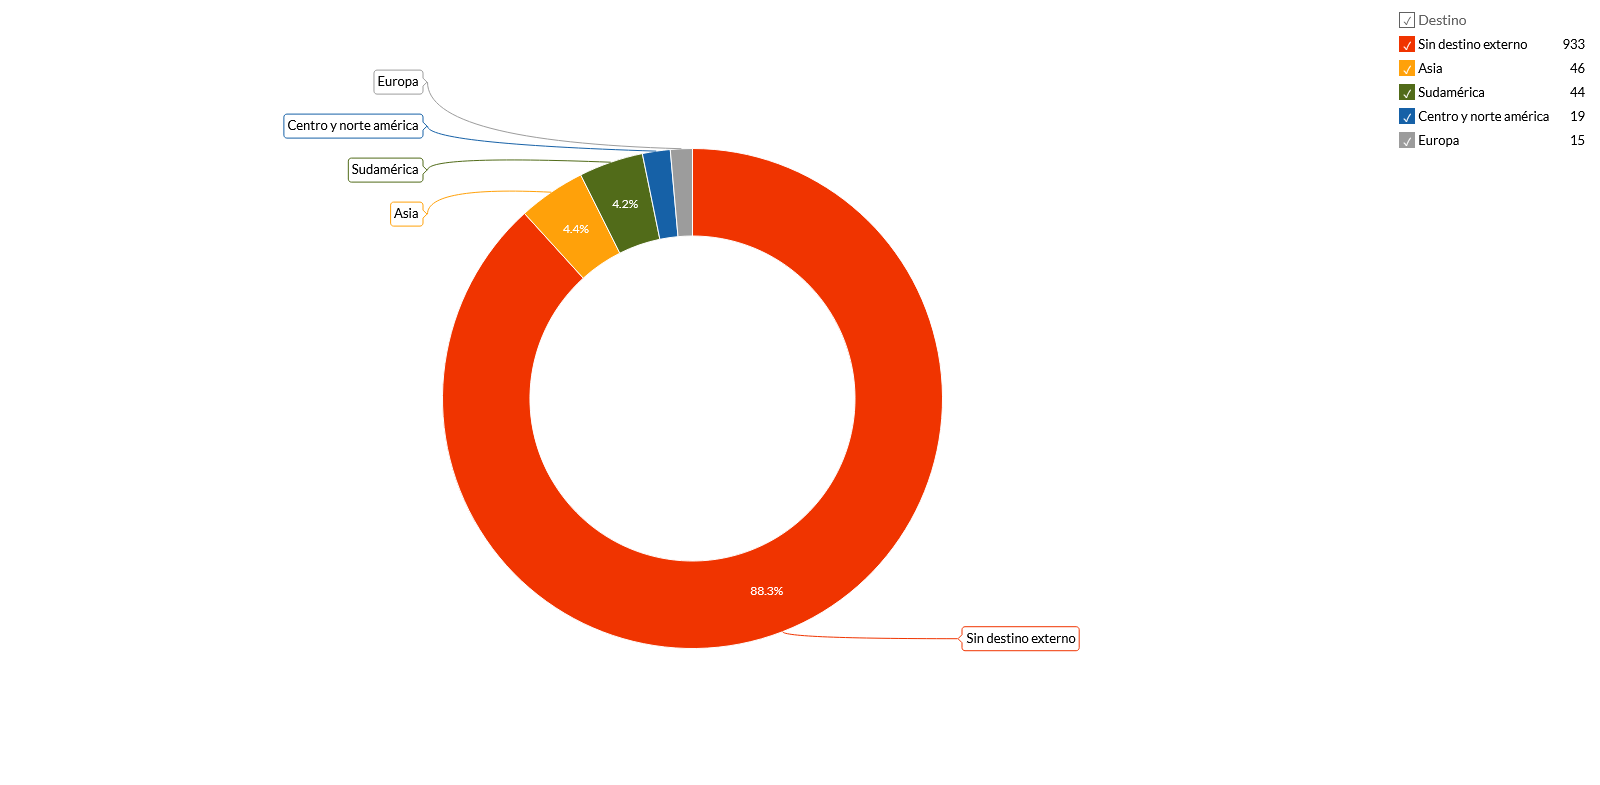 Destino
Sin destino externo 933
Asia 46
Sudamérica 44
Centro y norte américa 19
Europa 15
Europa
Centro y norte américa
Sudamérica
Asia
4.2%
4.4%
88.3%
Sin destino externo